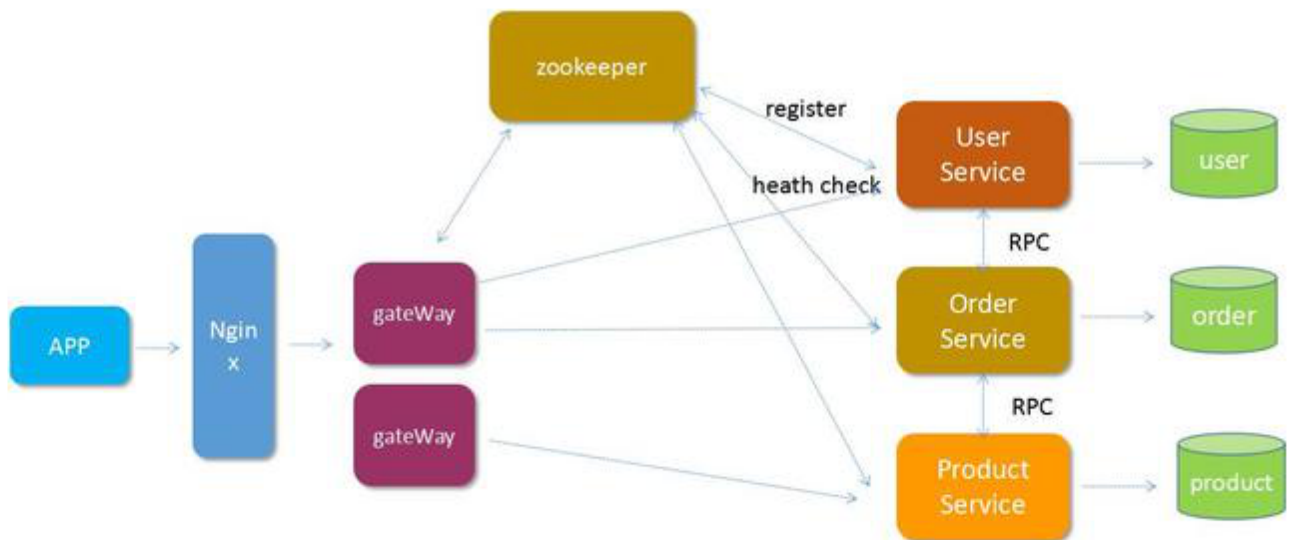 zookeeper
register
User
Service
user
heath check
RPC
gateWay
Ngin
x
APP
Order
Service
order
gateWay
RPC
Product
Service
product